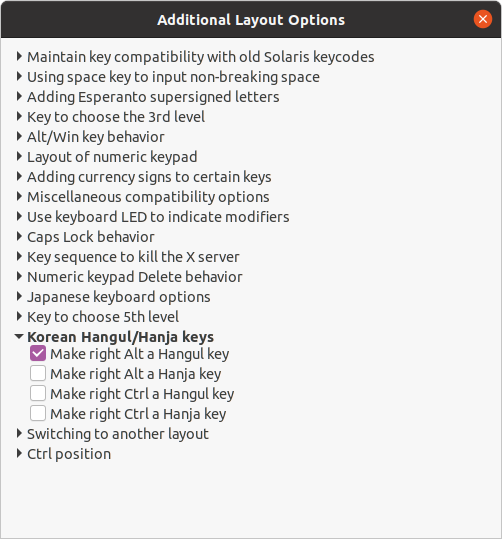 Additional Layout Options
Maintain key compatibility with old Solaris keycodes
Using space key to input non-breaking space
Adding Esperanto supersigned letters
Key to choose the 3rd level
Alt/Win key behavior
Layout of numeric keypad
Adding currency signs to certain keys
Miscellaneous compatibility options
Use keyboard LED to indicate modifiers
Caps Lock behavior
Key sequence to kill the X server
Numeric keypad Delete behavior
Japanese keyboard options
Key to choose 5th level
Korean Hangul/Hanja keys
Make right Alt a Hangul key
Make right Alt a Hanja key
Make right Ctrl a Hangul key
Make right Ctrl a Hanja key
Switching to another layout
Ctrl position